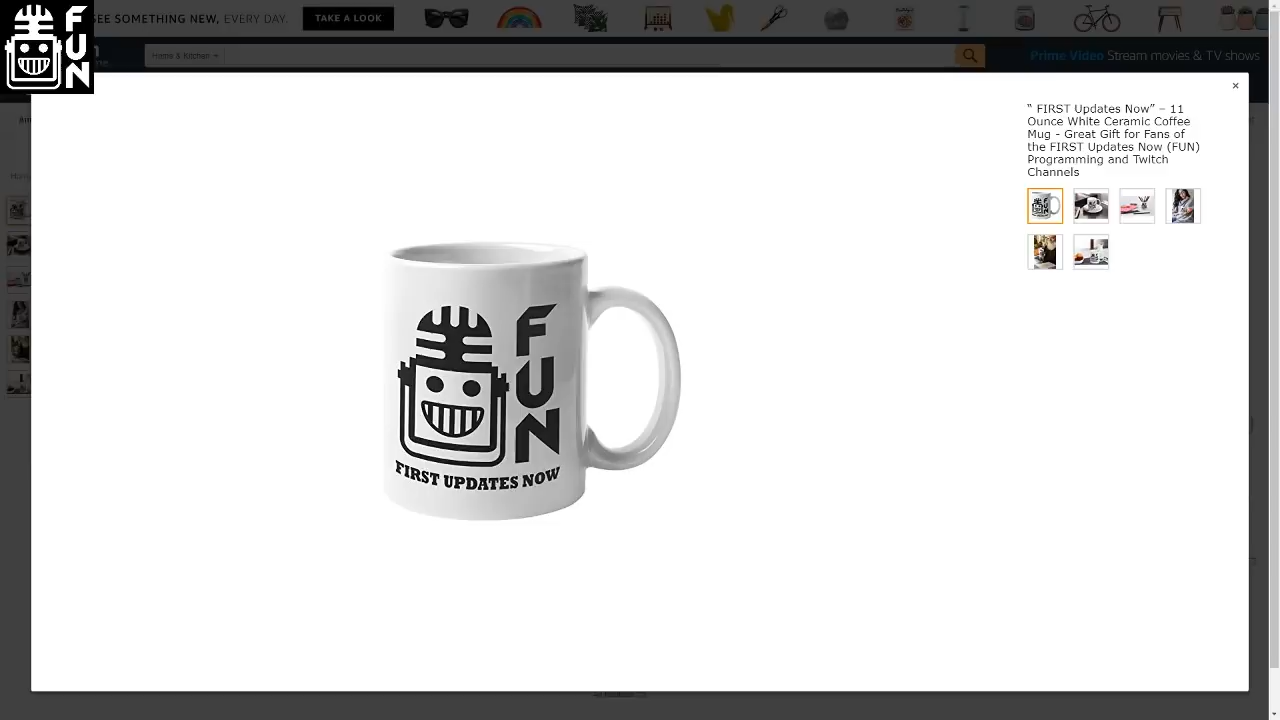 SEE SOMETHING NEW, EVERY DAY.
TAKE A LOOK
FUN
Home & Kitchen
Prime Video Stream movies & TV shows
“ FIRST Updates Now” – 11
Ounce White Ceramic Coffee
Mug - Great Gift for Fans of
the FIRST Updates Now (FUN)
Programming and Twitch
Channels
FUN
FIRST UPDATES NOW